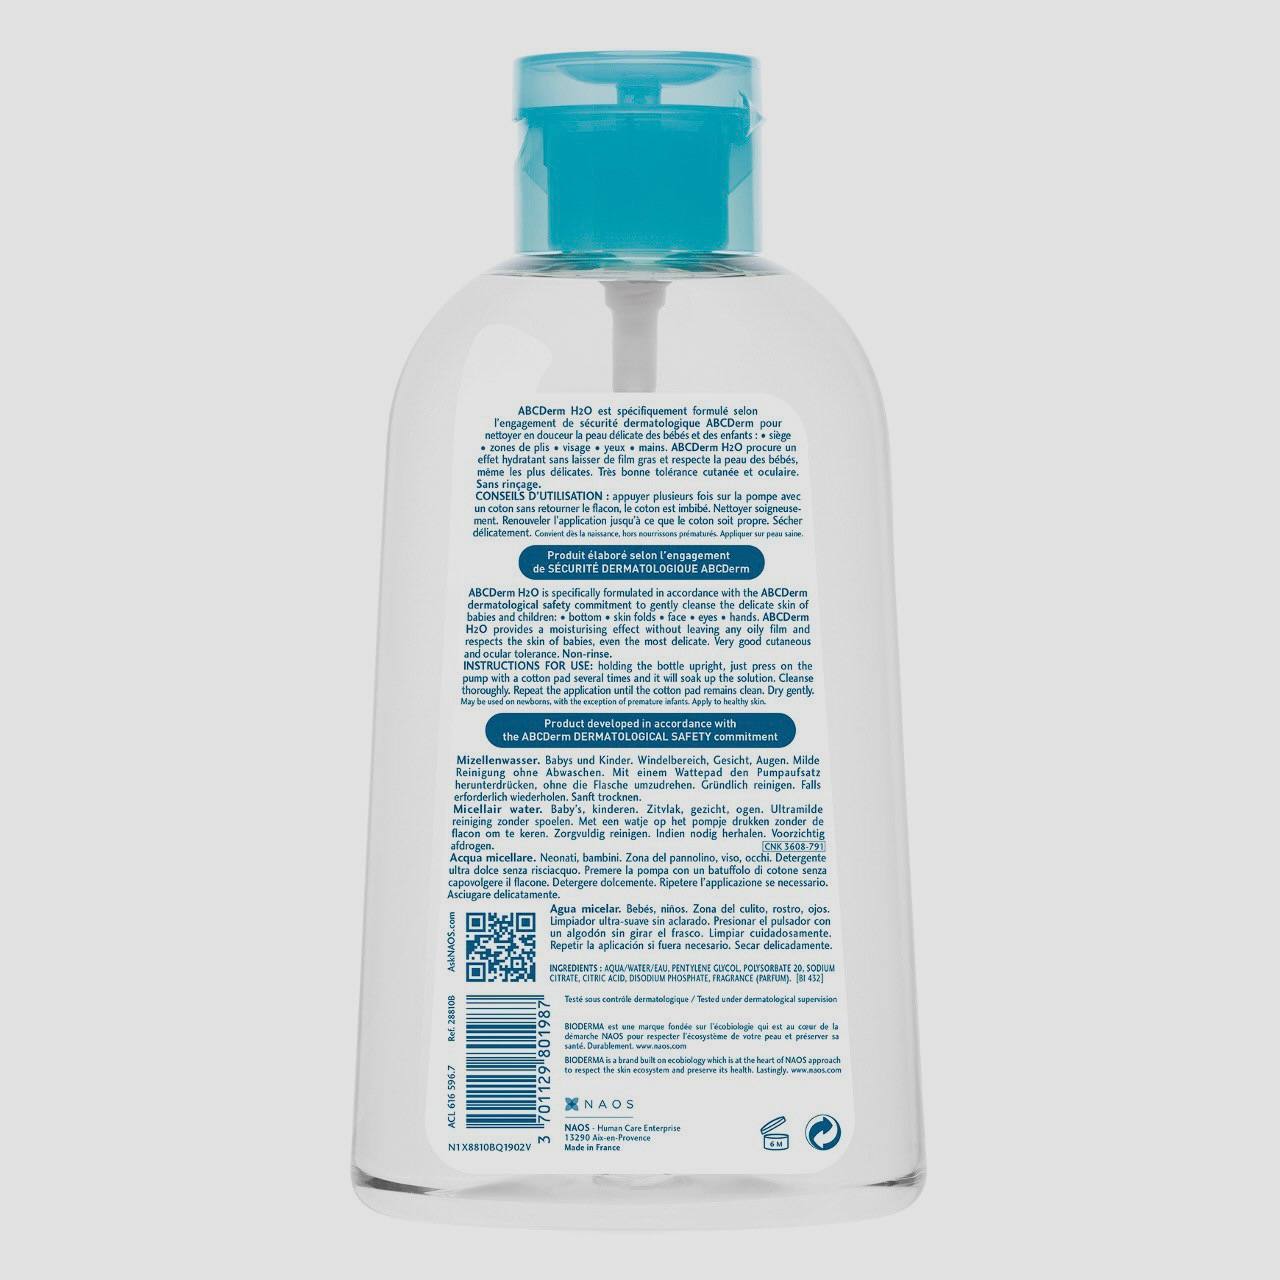 ABCDerm H2O est spécifiquement formulé selon
l'engagement de sécurité dermatologique ABCDerm pour
nettoyer en douceur la peau délicate des bébés et des enfants : • siège
• zones de plis • visage • yeux • mains. ABCDerm H2O procure un
effet hydratant sans laisser de film gras et respecte la peau des bébés,
même les plus délicates. Très bonne tolérance cutanée et oculaire.
Sans rinçage.
CONSEILS D'UTILISATION : appuyer plusieurs fois sur la pompe avec
un coton sans retourner le flacon, le coton est imbibé. Nettoyer soigneuse-
ment. Renouveler l'application jusqu'à ce que le coton soit propre. Sécher
délicatement. Convient dès la naissance, hors nourrissons prématurés. Appliquer sur peau saine.
Produit élaboré selon l'engagement
de SÉCURITÉ DERMATOLOGIQUE ABCDerm
ABCDerm H2O is specifically formulated in accordance with the ABCDerm
dermatological safety commitment to gently cleanse the delicate skin of
babies and children: • bottom • skin folds • face • eyes • hands. ABCDerm
H2O provides a moisturising effect without leaving any oily film and
respects the skin of babies, even the most delicate. Very good cutaneous
and ocular tolerance. Non-rinse.
INSTRUCTIONS FOR USE: holding the bottle upright, just press on the
pump with a cotton pad several times and it will soak up the solution. Cleanse
thoroughly. Repeat the application until the cotton pad remains clean. Dry gently.
May be used on newborns, with the exception of premature infants. Apply to healthy skin.
Product developed in accordance with
the ABCDerm DERMATOLOGICAL SAFETY commitment
Mizellenwasser. Babys und Kinder. Windelbereich, Gesicht, Augen. Milde
Reinigung ohne Abwaschen. Mit einem Wattepad den Pumpaufsatz
herunterdrücken, ohne die Flasche umzudrehen. Gründlich reinigen. Falls
erforderlich wiederholen. Sanft trocknen.
Micellair water. Baby's, kinderen. Zitvlak, gezicht, ogen. Ultramilde
reiniging zonder spoelen. Met een watje op het pompje drukken zonder de
flacon om te keren. Zorgvuldig reinigen. Indien nodig herhalen. Voorzichtig
afdrogen. CNK 3608-791
Acqua micellare. Neonati, bambini. Zona del pannolino, viso, occhi. Detergente
ultra dolce senza risciacquo. Premere la pompa con un batuffolo di cotone senza
capovolgere il flacone. Detergere dolcemente. Ripetere l'applicazione se necessario.
Asciugare delicatamente.
Agua micelar. Bebés, niños. Zona del culito, rostro, ojos.
Limpiador ultra-suave sin aclarado. Presionar el pulsador con
un algodón sin girar el frasco. Limpiar cuidadosamente.
Repetir la aplicación si fuera necesario. Secar delicadamente.
AskNAOS.com
INGREDIENTS : AQUA/WATER/EAU, PENTYLENE GLYCOL, POLYSORBATE 20, SODIUM
CITRATE, CITRIC ACID, DISODIUM PHOSPHATE, FRAGRANCE (PARFUM). [BI 432]
Testé sous contrôle dermatologique / Tested under dermatological supervision
BIODERMA est une marque fondée sur l'écobiologie qui est au cœur de la
démarche NAOS pour respecter l'écosystème de votre peau et préserver sa
santé. Durablement. www.naos.com
BIODERMA is a brand built on ecobiology which is at the heart of NAOS approach
to respect the skin ecosystem and preserve its health. Lastingly. www.naos.com
Ref. 28810B
ACL 616 596.7
3 701129 801987
N1X8810BQ1902V
NAOS
NAOS - Human Care Enterprise
13290 Aix-en-Provence
Made in France
6 M